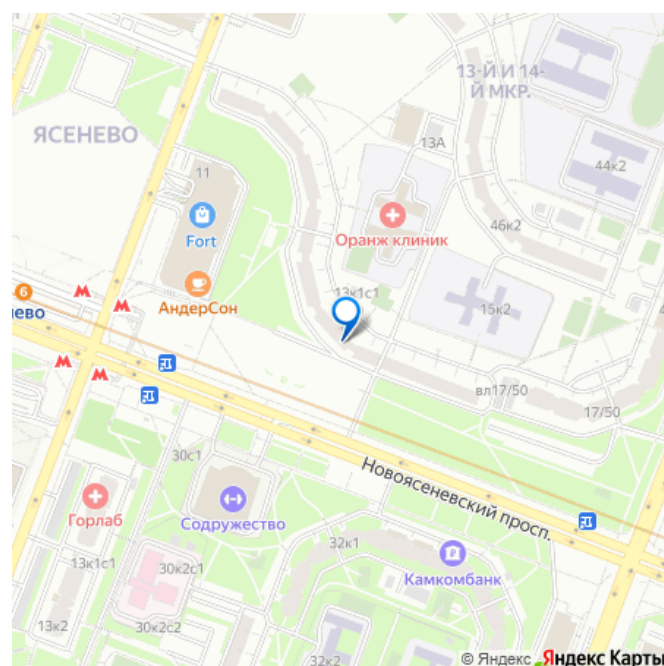 13-Й И 14-
Й МКР.
ЯСЕНЕВО
13А
11
44к2
Fort
46к2
Оранж клиник
АндерСон
13к1с1
15к2
6
нево
вл17/50
17/50
30с1
Новоясеневский просп.
Горлаб
Содружество
32к1
13к1с1
30к2с1
Камкомбанк
13к2
30к2с2
32к2
© Яндекс Яндекс Карты